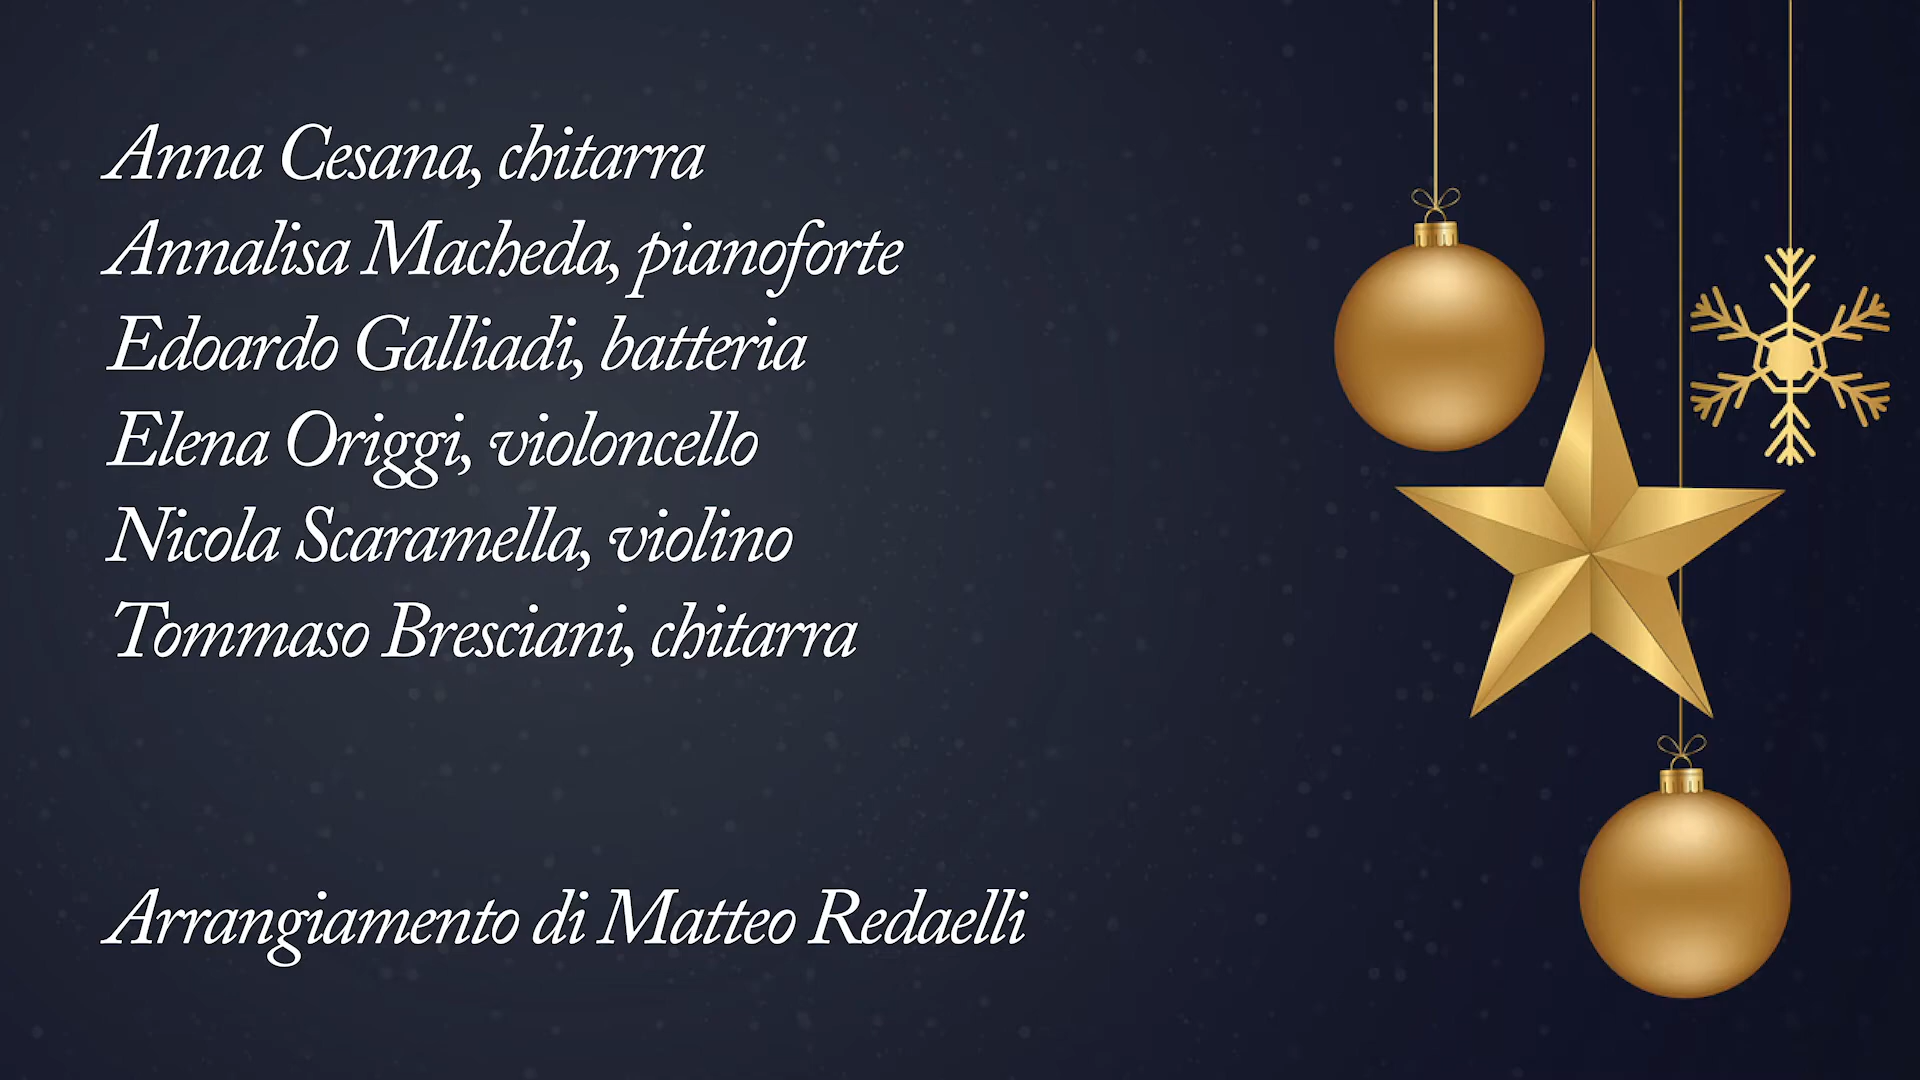 Anna Cesana, chitarra
Annalisa Macheda, pianoforte
Edoardo Galliadi, batteria
Elena Origgi, violoncello
Nicola Scaramella, violino
Tommaso Bresciani, chitarra
Arrangiamento di Matteo Redaelli